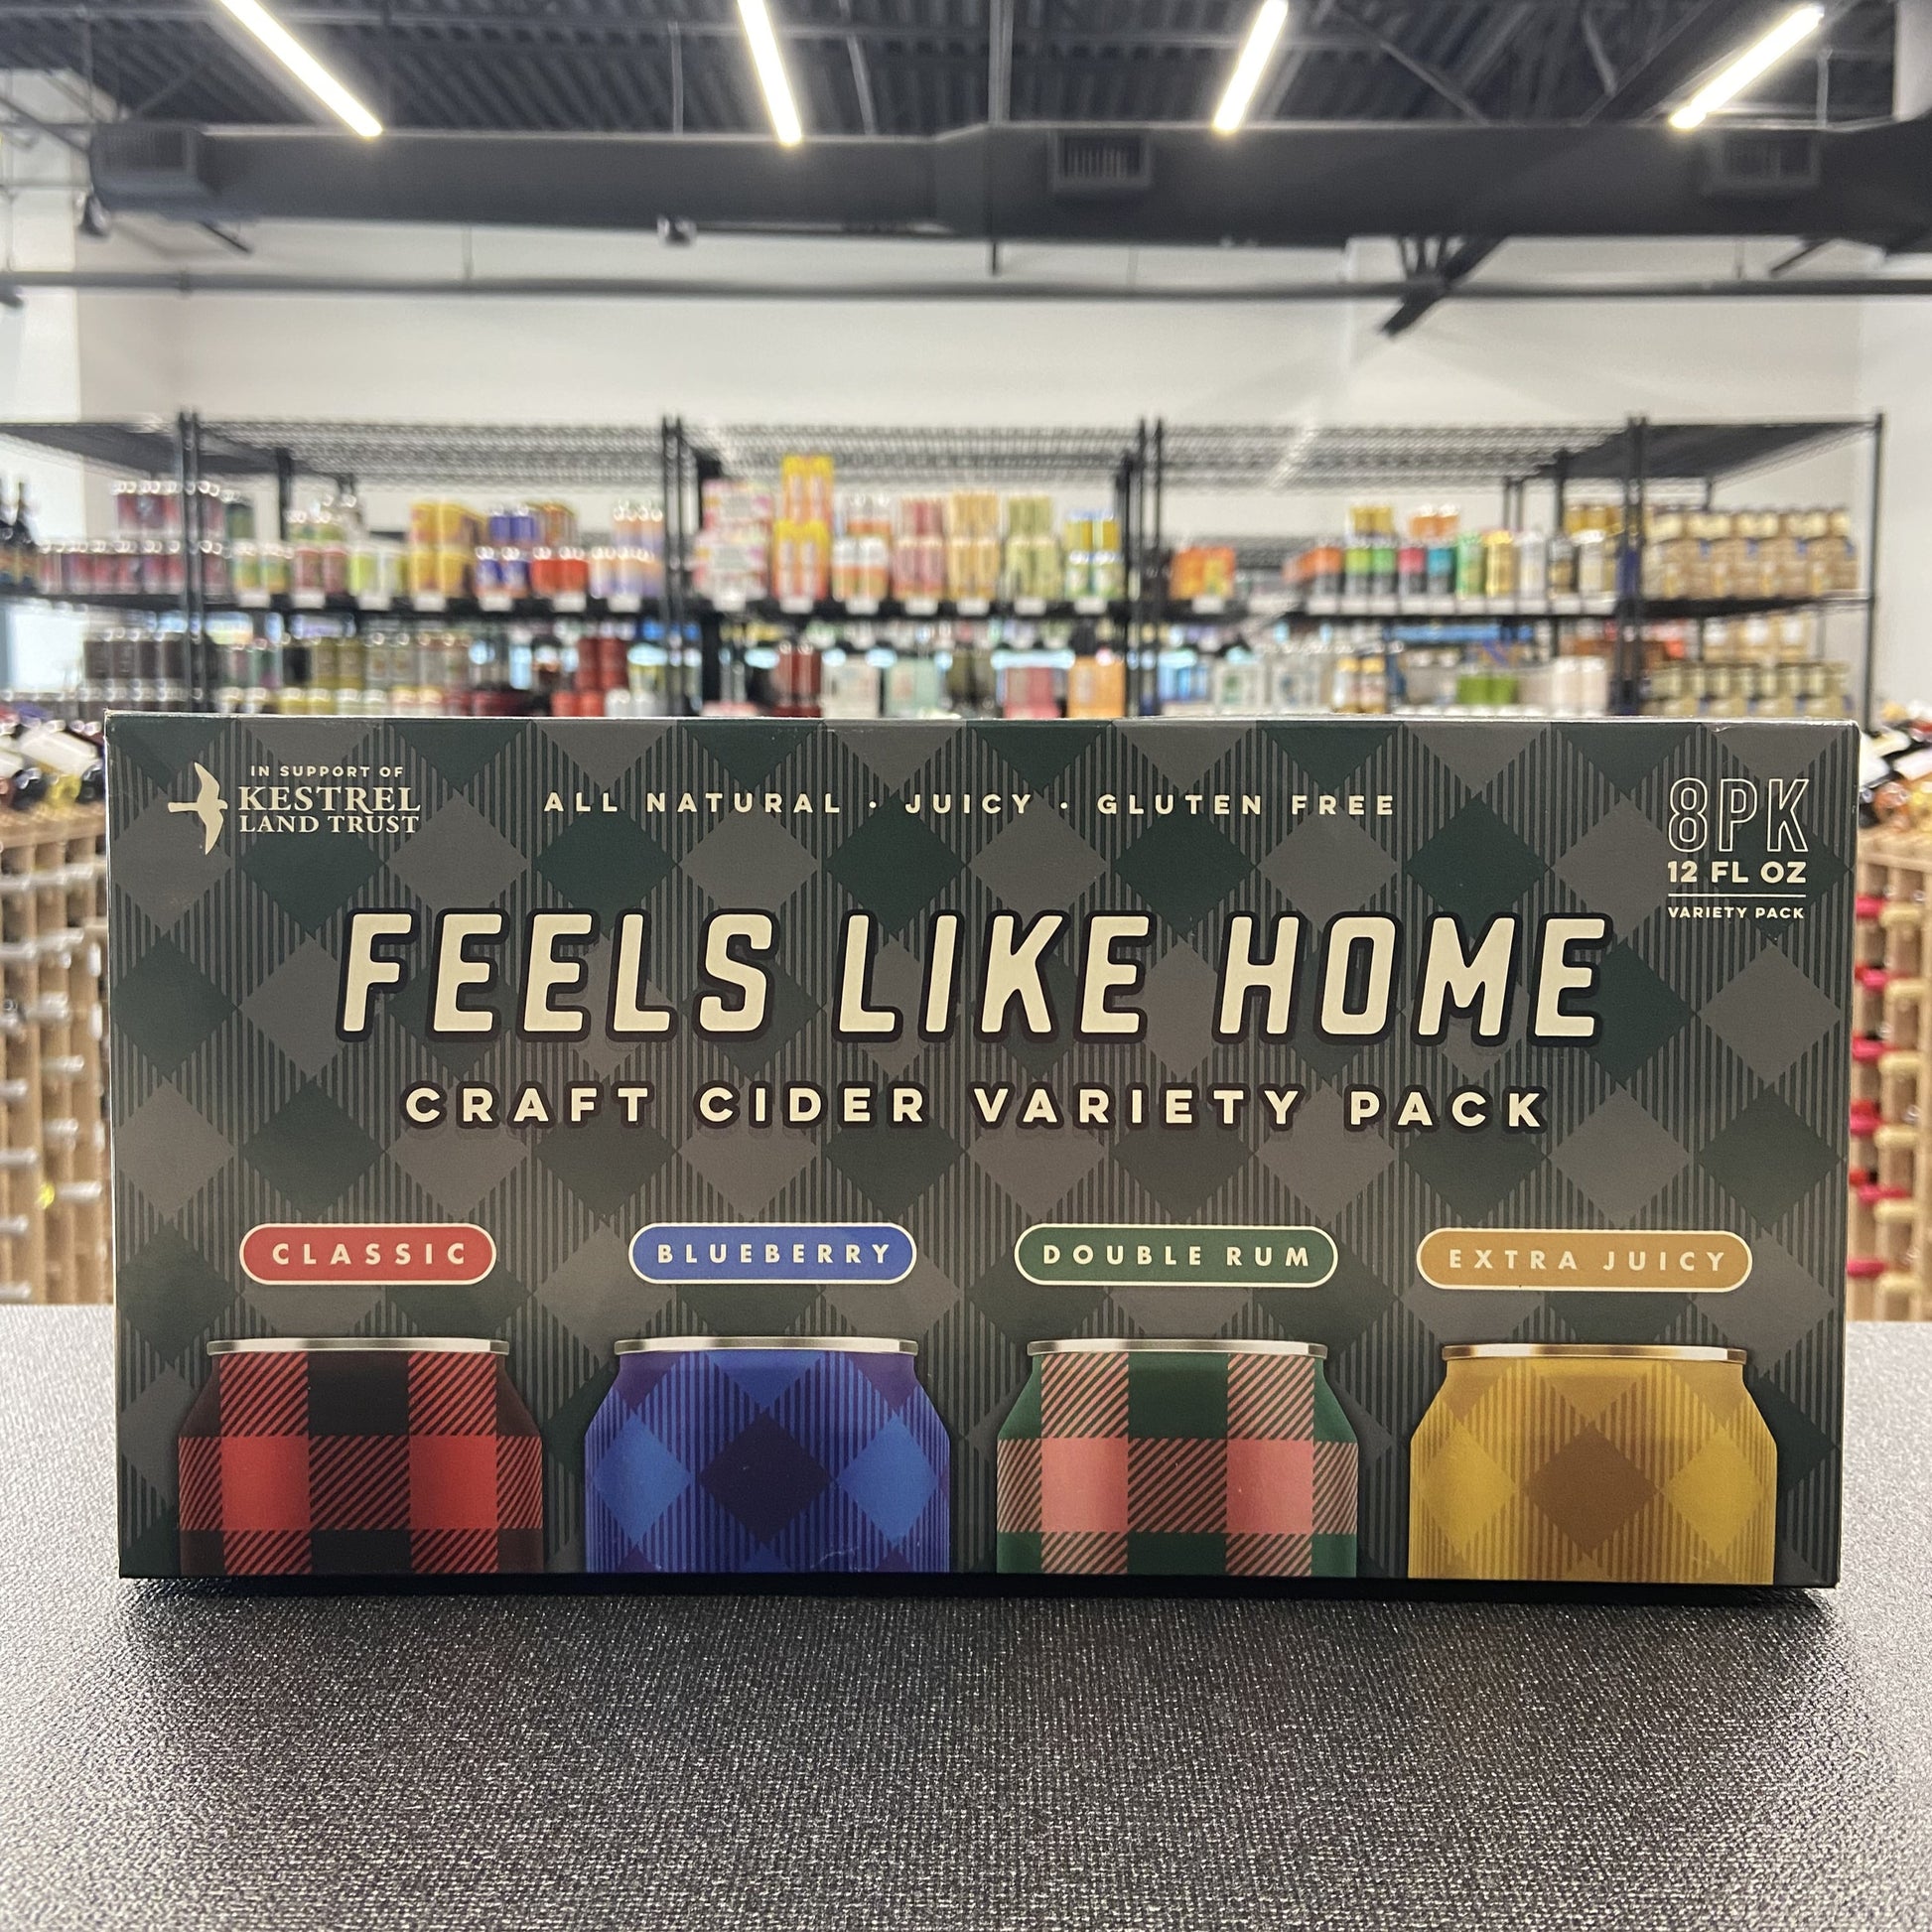 IN SUPPORT OF
KESTREL
LAND TRUST
ALL NATURAL · JUICY · GLUTEN FREE
8PK
12 FL OZ
VARIETY PACK
FEELS LIKE HOME
CRAFT CIDER VARIETY PACK
CLASSIC
BLUEBERRY
DOUBLE RUM
EXTRA JUICY